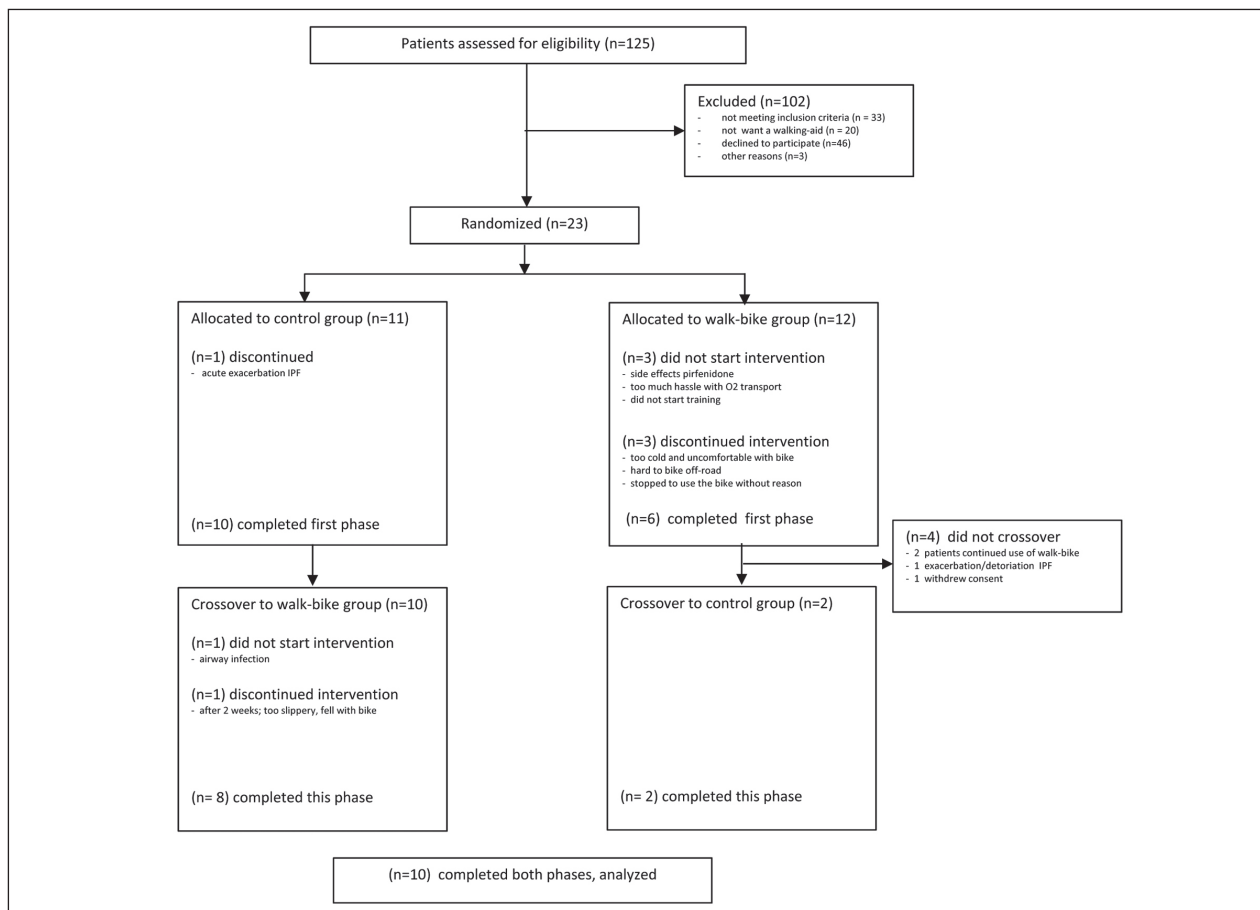 Patients assessed for eligibility (n=125)
Excluded (n=102)
- not meeting inclusion criteria (n = 33)
- not want a walking-aid (n = 20)
- declined to participate (n=46)
- other reasons (n=3)
Randomized (n=23)
Allocated to control group (n=11)
(n=1) discontinued
- acute exacerbation IPF
(n=10) completed first phase
Allocated to walk-bike group (n=12)
(n=3) did not start intervention
- side effects pirfenidone
- too much hassle with O2 transport
- did not start training
(n=3) discontinued intervention
- too cold and uncomfortable with bike
- hard to bike off-road
- stopped to use the bike without reason
(n=6) completed first phase
(n=4) did not crossover
- 2 patients continued use of walk-bike
- 1 exacerbation/detoriation IPF
- 1 withdrew consent
Crossover to walk-bike group (n=10)
(n=1) did not start intervention
- airway infection
(n=1) discontinued intervention
- after 2 weeks; too slippery, fell with bike
(n= 8) completed this phase
Crossover to control group (n=2)
(n= 2) completed this phase
(n=10) completed both phases, analyzed